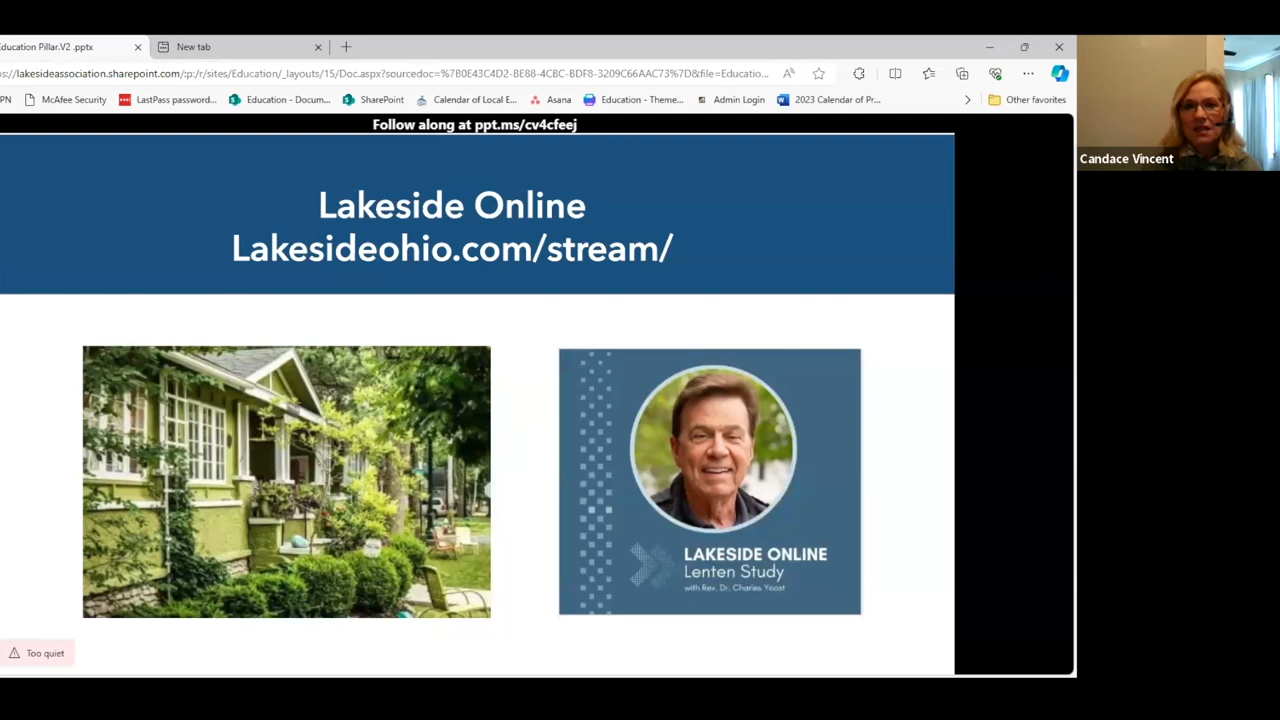 Education Pillar.V2 .pptx
New tab
s://lakesideassociation.sharepoint.com/:p:/r/sites/Education/_layouts/15/Doc.aspx?sourcedoc=%7B0E43C4D2-8E88-4CBC-BDF8-3209C66AAC73%7D&file=Educatio...
PN
McAfee Security
LastPass password...
Education - Docum...
SharePoint
Calendar of Local E...
Asana
Education - Theme...
Admin Login
2023 Calendar of Pr...
Other favorites
Follow along at ppt.ms/cv4cfeej
Candace Vincent
Lakeside Online
Lakesideohio.com/stream/
LAKESIDE ONLINE
Lenten Study
with Rev. Dr. Charles Yoost
Too quiet